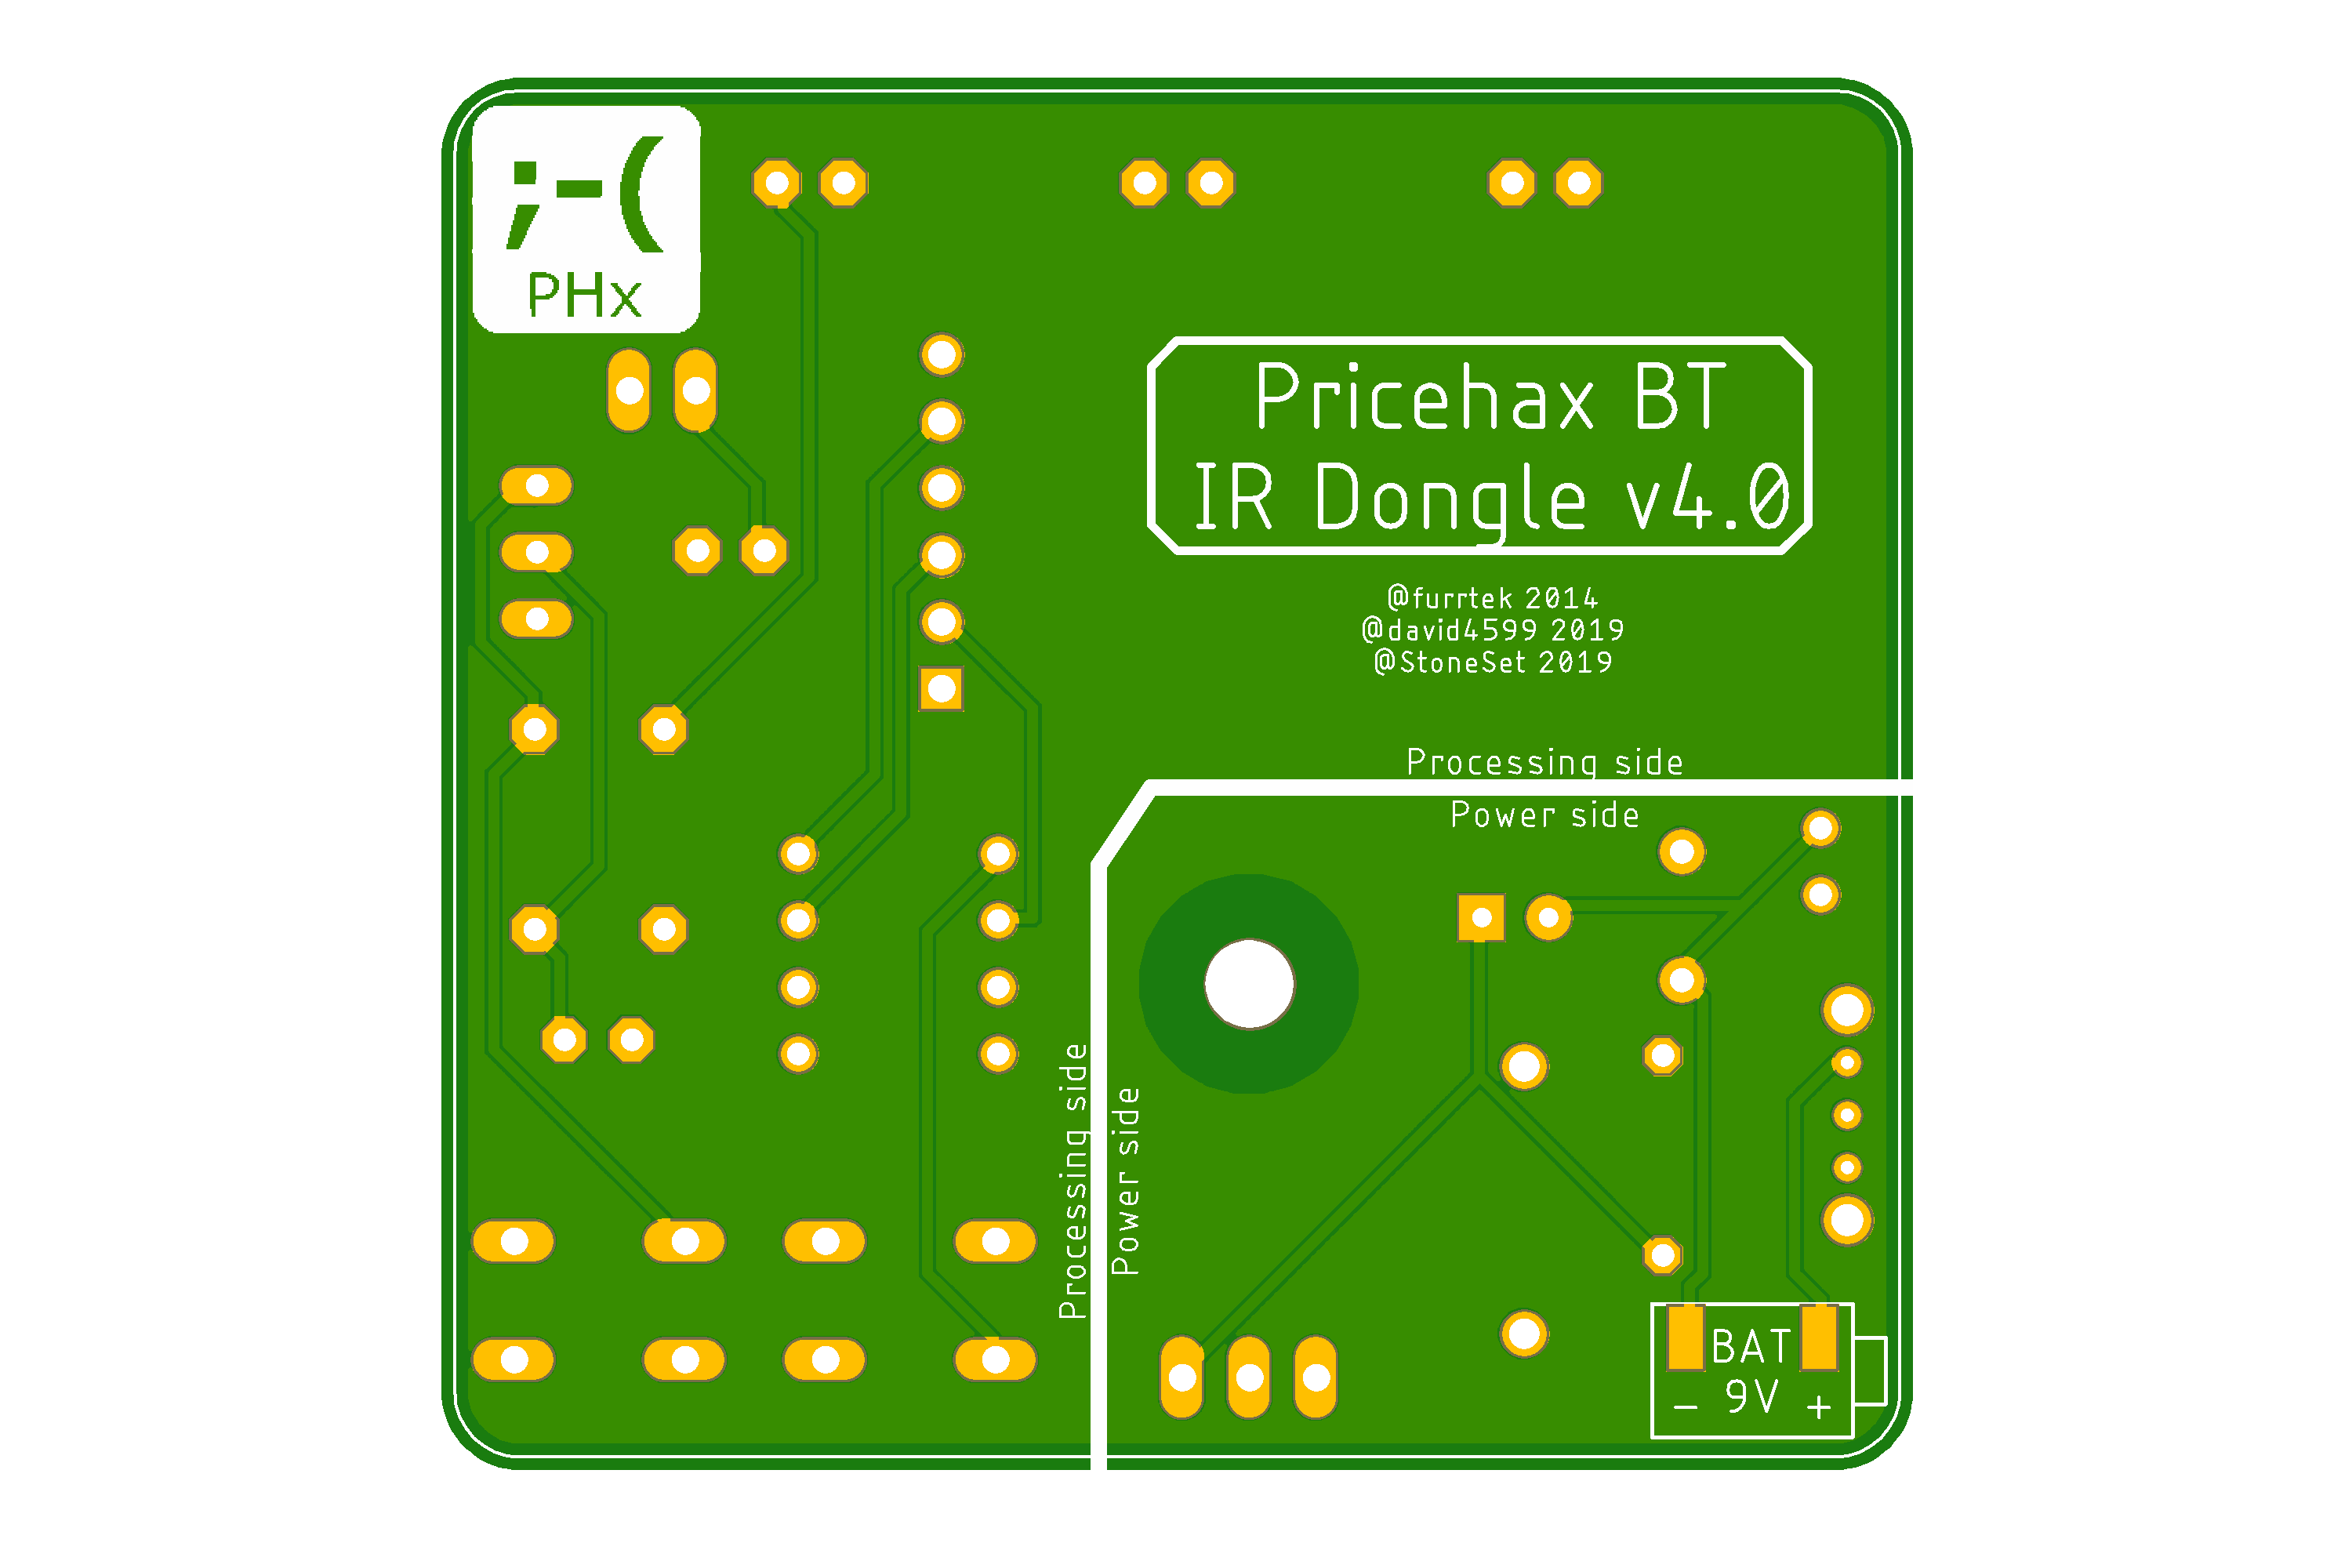 ;-(
PHx
Pricehax BT
IR Dongle v4.0
@furrtek 2014
@david4599 2019
@StoneSet 2019
Processing side
Power side
Processing side
Power side
BAT
- 9V +